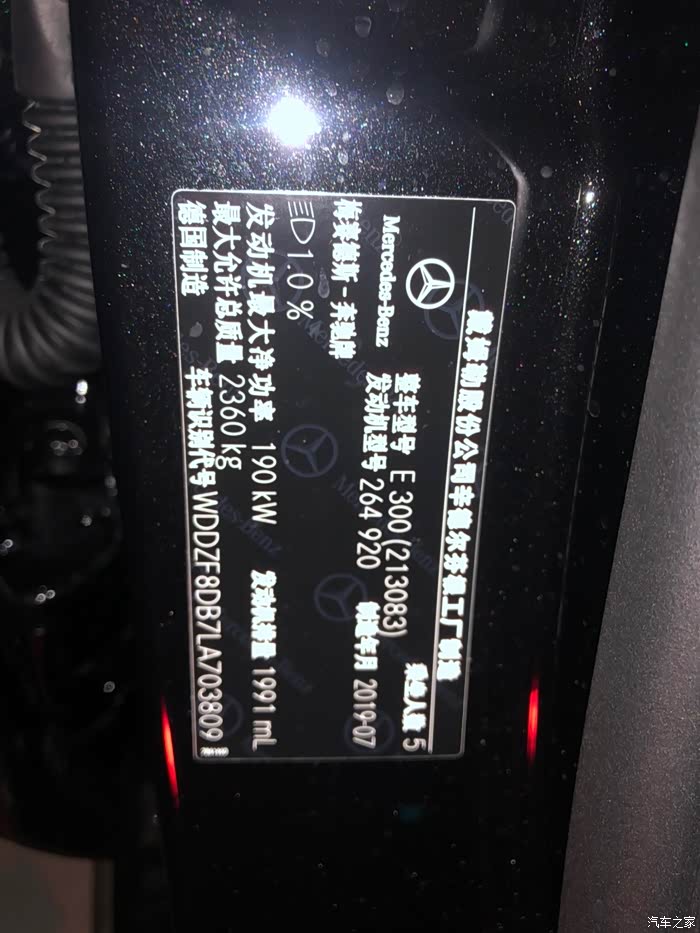 戴姆勒股份公司辛德尔芬根工厂制造
Mercedes-Benz
梅赛德斯-奔驰牌
整车型号 E 300 (213083) 乘坐人数 5
发动机型号 264 920 制造年月 2019-07
1.0 %
发动机最大净功率 190 kW 发动机排量 1991 mL
最大允许总质量 2360 kg
德国制造 车辆识别代号 WDDZF8DB7LA703809
汽车之家